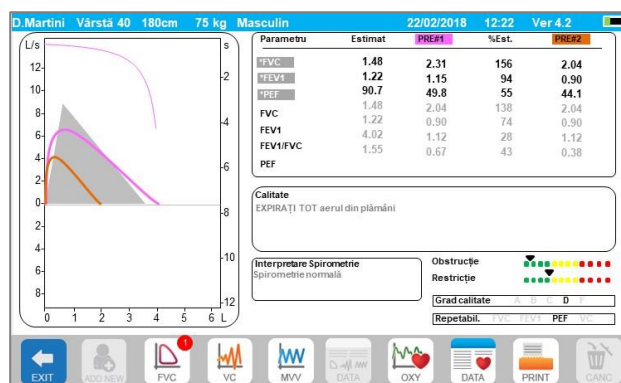 D.Martini Vârstă 40 180cm 75 kg Masculin 22/02/2018 12:22 Ver 4.2
L/s s
12- 10- 8- 6- 4- 2- 0- 2- 4- 6- 8-
-2 -4 -6 -8 -10 -12
0 1 2 3 4 5 6 L
Parametru Estimat PRE#1 %Est. PRE#2
*FVC 1.48 2.31 156 2.04
*FEV1 1.22 1.15 94 0.90
*PEF 90.7 49.8 55 44.1
FVC 1.48 2.04 138 2.04
FEV1 1.22 0.90 74 0.90
FEV1/FVC 4.02 1.12 28 1.12
PEF 1.55 0.67 43 0.38
Calitate
EXPIRAȚI TOT aerul din plămâni
Interpretare Spirometrie
Spirometrie normală
Obstrucție
Restricție
Grad calitate A B C D F
Repetabil. FVC FEV1 PEF VC
1
EXIT ADD NEW FVC VC MVV DATA OXY DATA PRINT CANC